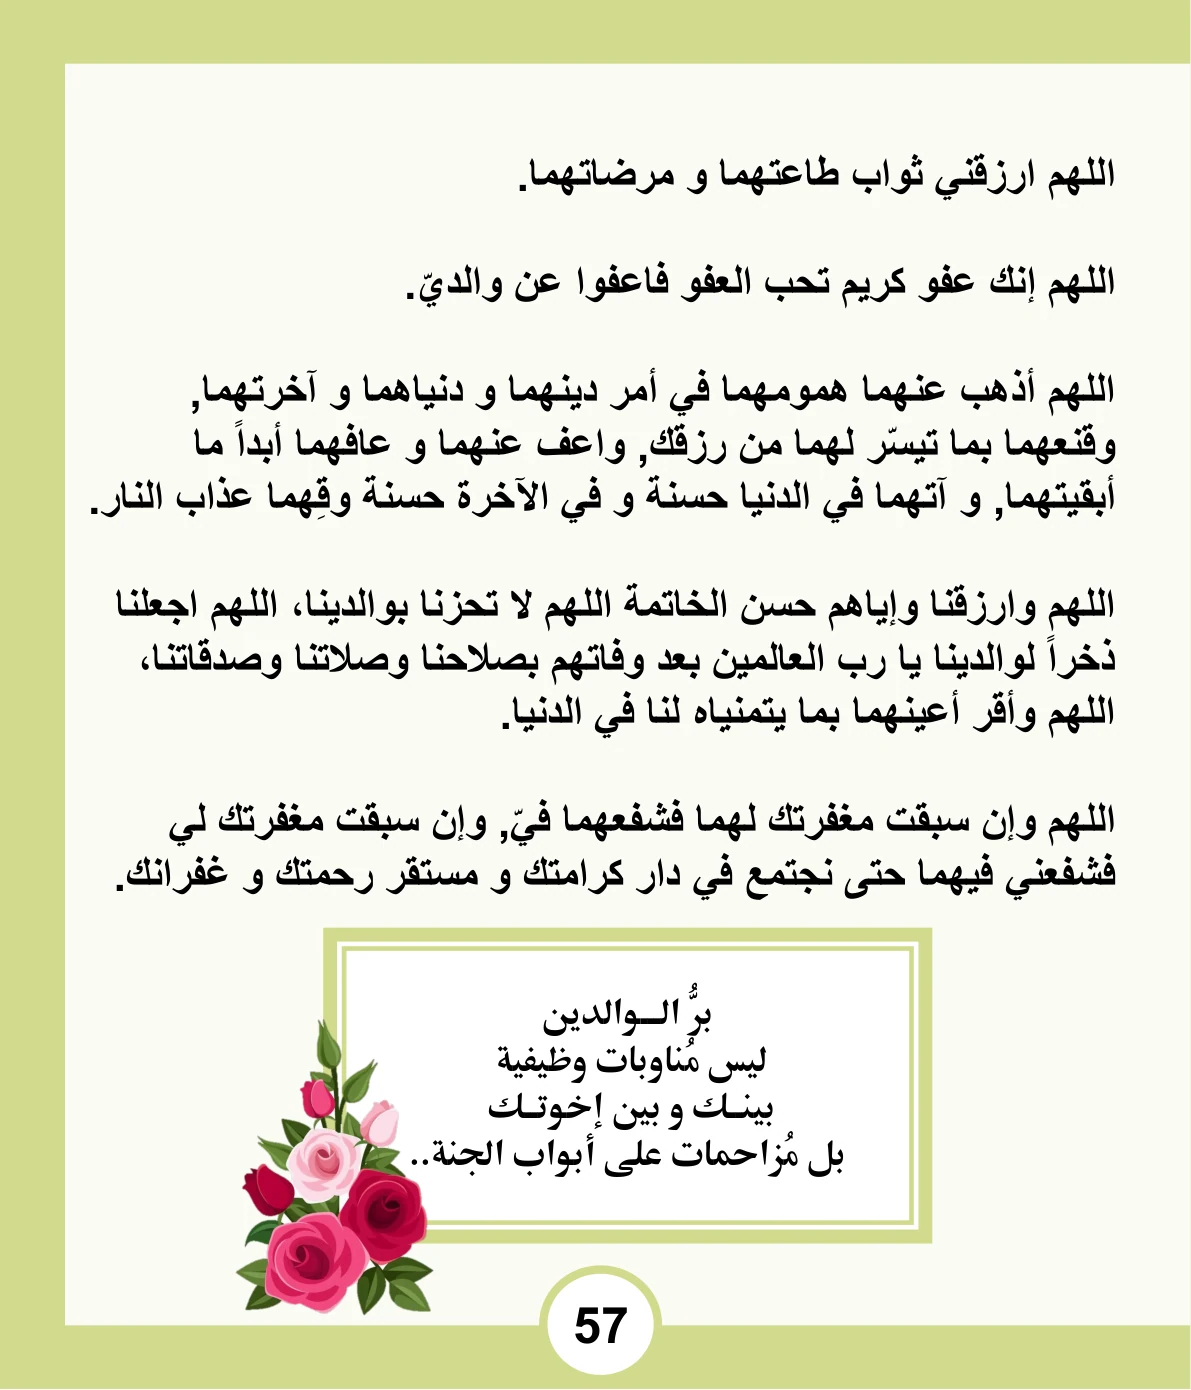 اللهم ارزقني ثواب طاعتهما و مرضاتهما.
اللهم إنك عفو كريم تحب العفو فاعفوا عن والديّ.
اللهم أذهب عنهما همومهما في أمر دينهما و دنياهما و آخرتهما,
وقنعهما بما تيسّر لهما من رزقك, واعف عنهما و عافهما أبداً ما
أبقيتهما, و آتهما في الدنيا حسنة و في الآخرة حسنة وقِهما عذاب النار.
اللهم وارزقنا وإياهم حسن الخاتمة اللهم لا تحزنا بوالدينا، اللهم اجعلنا
ذخراً لوالدينا يا رب العالمين بعد وفاتهم بصلاحنا وصلاتنا وصدقاتنا،
اللهم وأقر أعينهما بما يتمنياه لنا في الدنيا.
اللهم وإن سبقت مغفرتك لهما فشفعهما فيّ, وإن سبقت مغفرتك لي
فشفعني فيهما حتى نجتمع في دار كرامتك و مستقر رحمتك و غفرانك.
برُّ الـــوالدين
ليس مُناوبات وظيفية
بينــك و بين إخوتــك
بل مُزاحمات على أبواب الجنة..
57